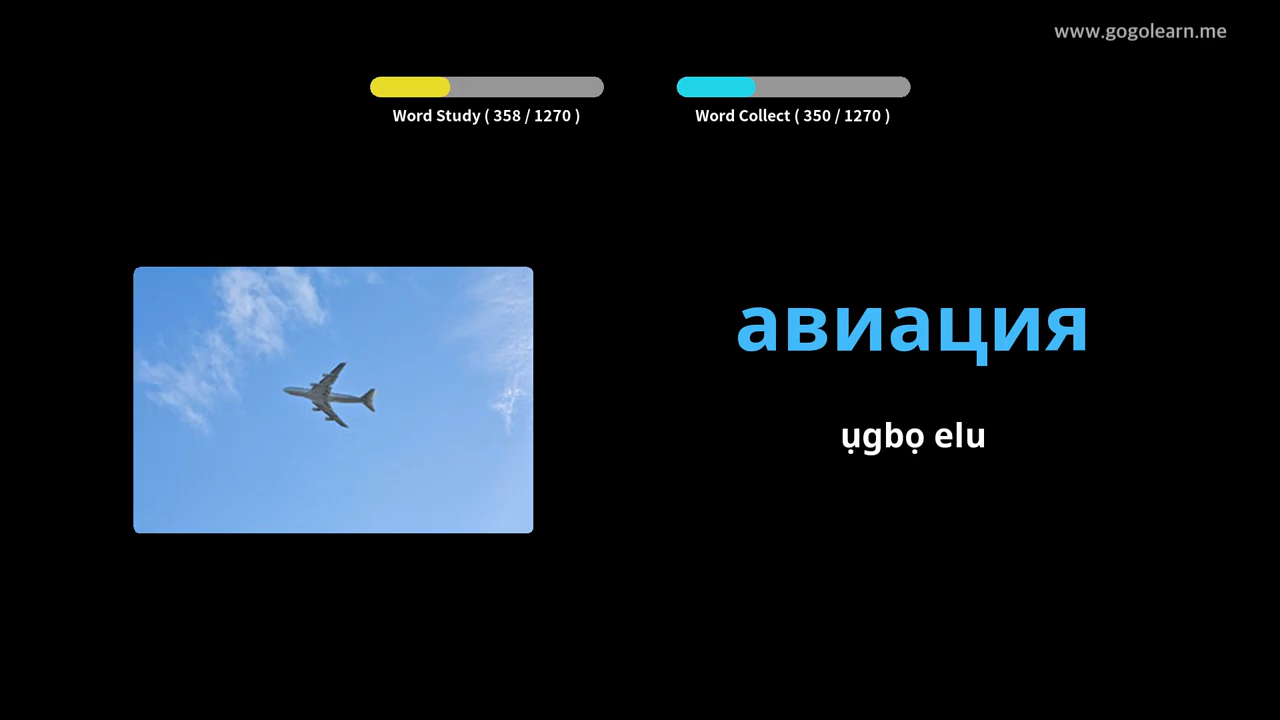 www.gogolearn.me
Word Study ( 358 / 1270 )
Word Collect ( 350 / 1270 )
авиация
ụgbọ elu